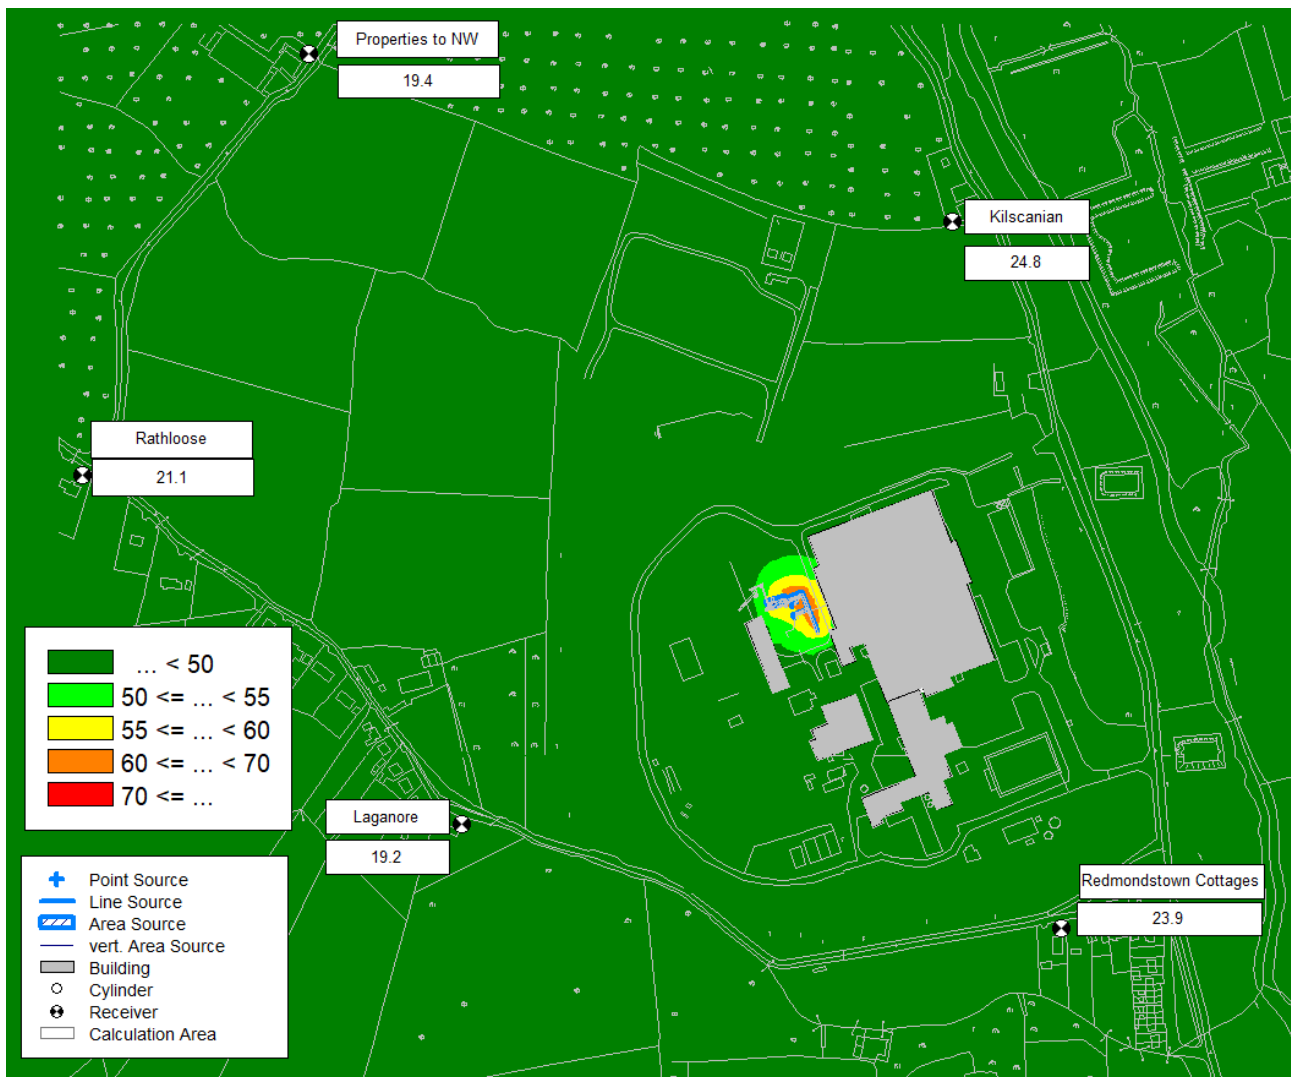 Properties to NW
19.4
Kilscanian
24.8
Rathloose
21.1
... < 50
50 <= ... < 55
55 <= ... < 60
60 <= ... < 70
70 <= ...
Laganore
19.2
Point Source
Line Source
Area Source
vert. Area Source
Building
Cylinder
Receiver
Calculation Area
Redmondstown Cottages
23.9